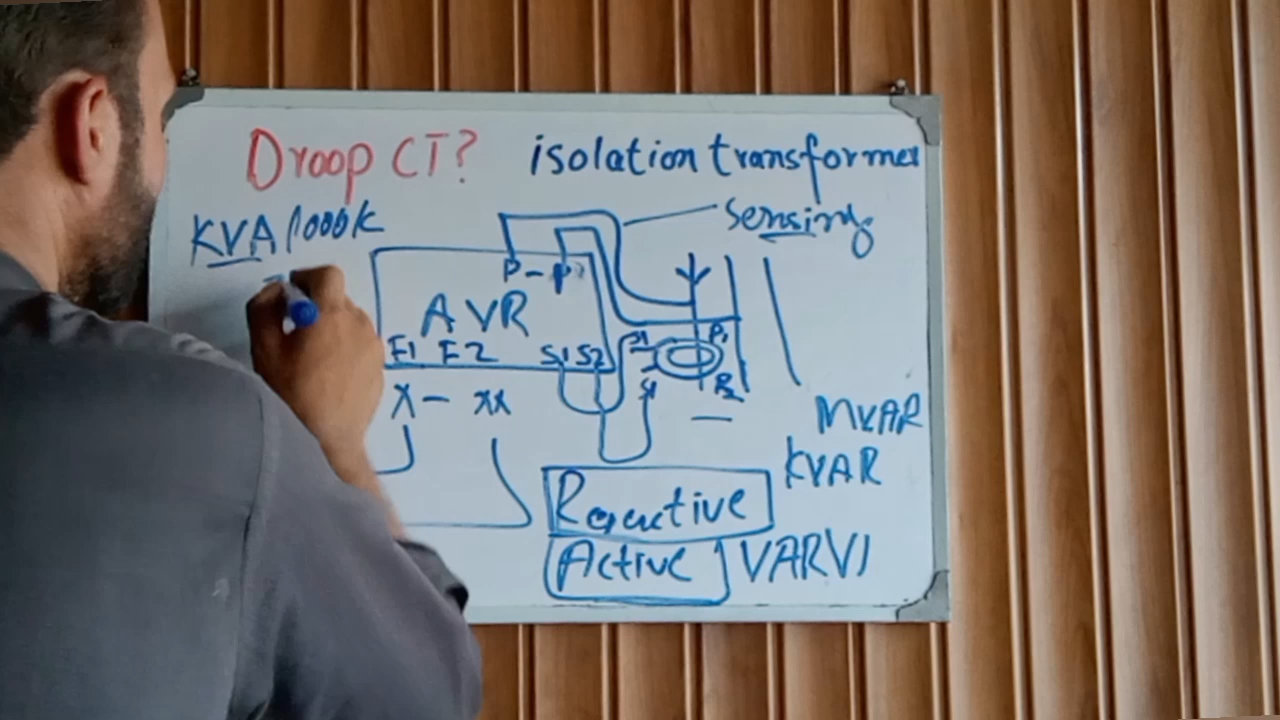 Droop CT? isolation transformer
KVA/1000k
Sensing
P-P
AVR
F1 F2 S1 S2
P1
X- XX
S1
P2
MVAR
KVAR
Reactive
Active VARVI